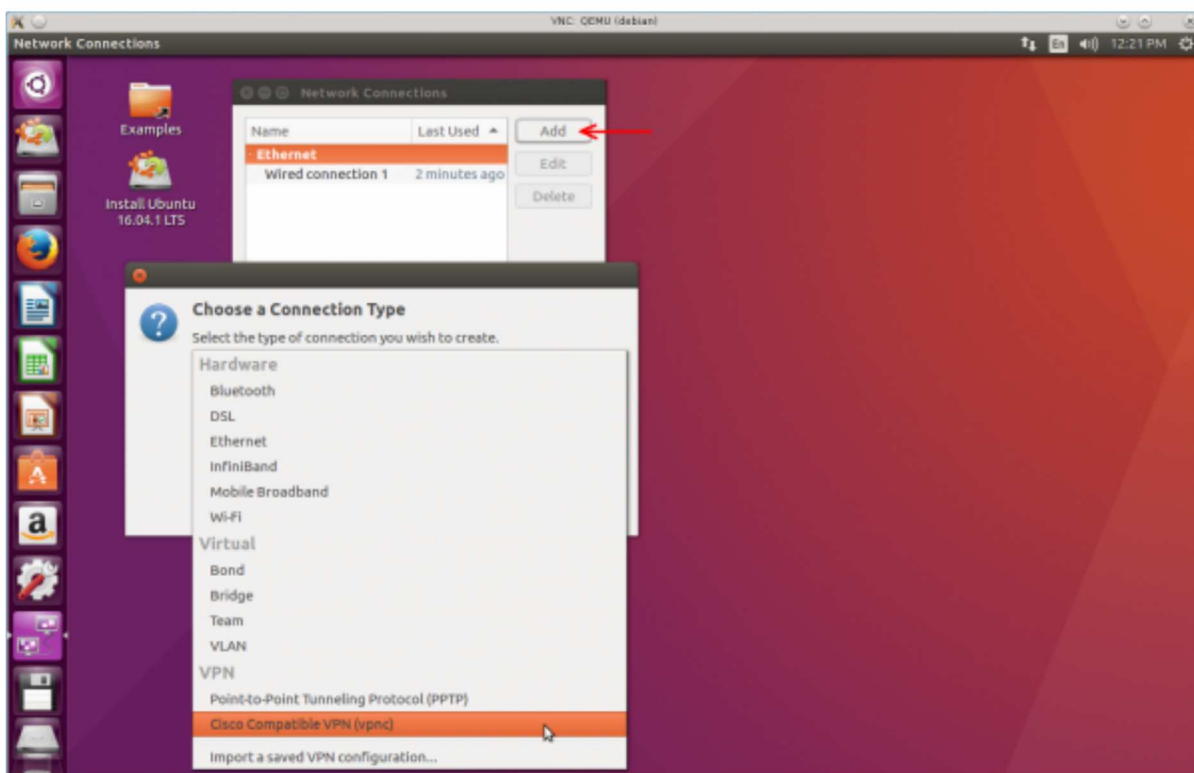 VNC: QEMU (debian)
Network Connections
En
12:21 PM
Examples
Install Ubuntu
16.04.1 LTS
Network Connections
Name Last Used Add
Ethernet
Edit
Wired connection 1 2 minutes ago
Delete
Choose a Connection Type
Select the type of connection you wish to create.
Hardware
Bluetooth
DSL
Ethernet
InfiniBand
Mobile Broadband
Wi-Fi
Virtual
Bond
Bridge
Team
VLAN
VPN
Point-to-Point Tunneling Protocol (PPTP)
Cisco Compatible VPN (vpnc)
Import a saved VPN configuration...